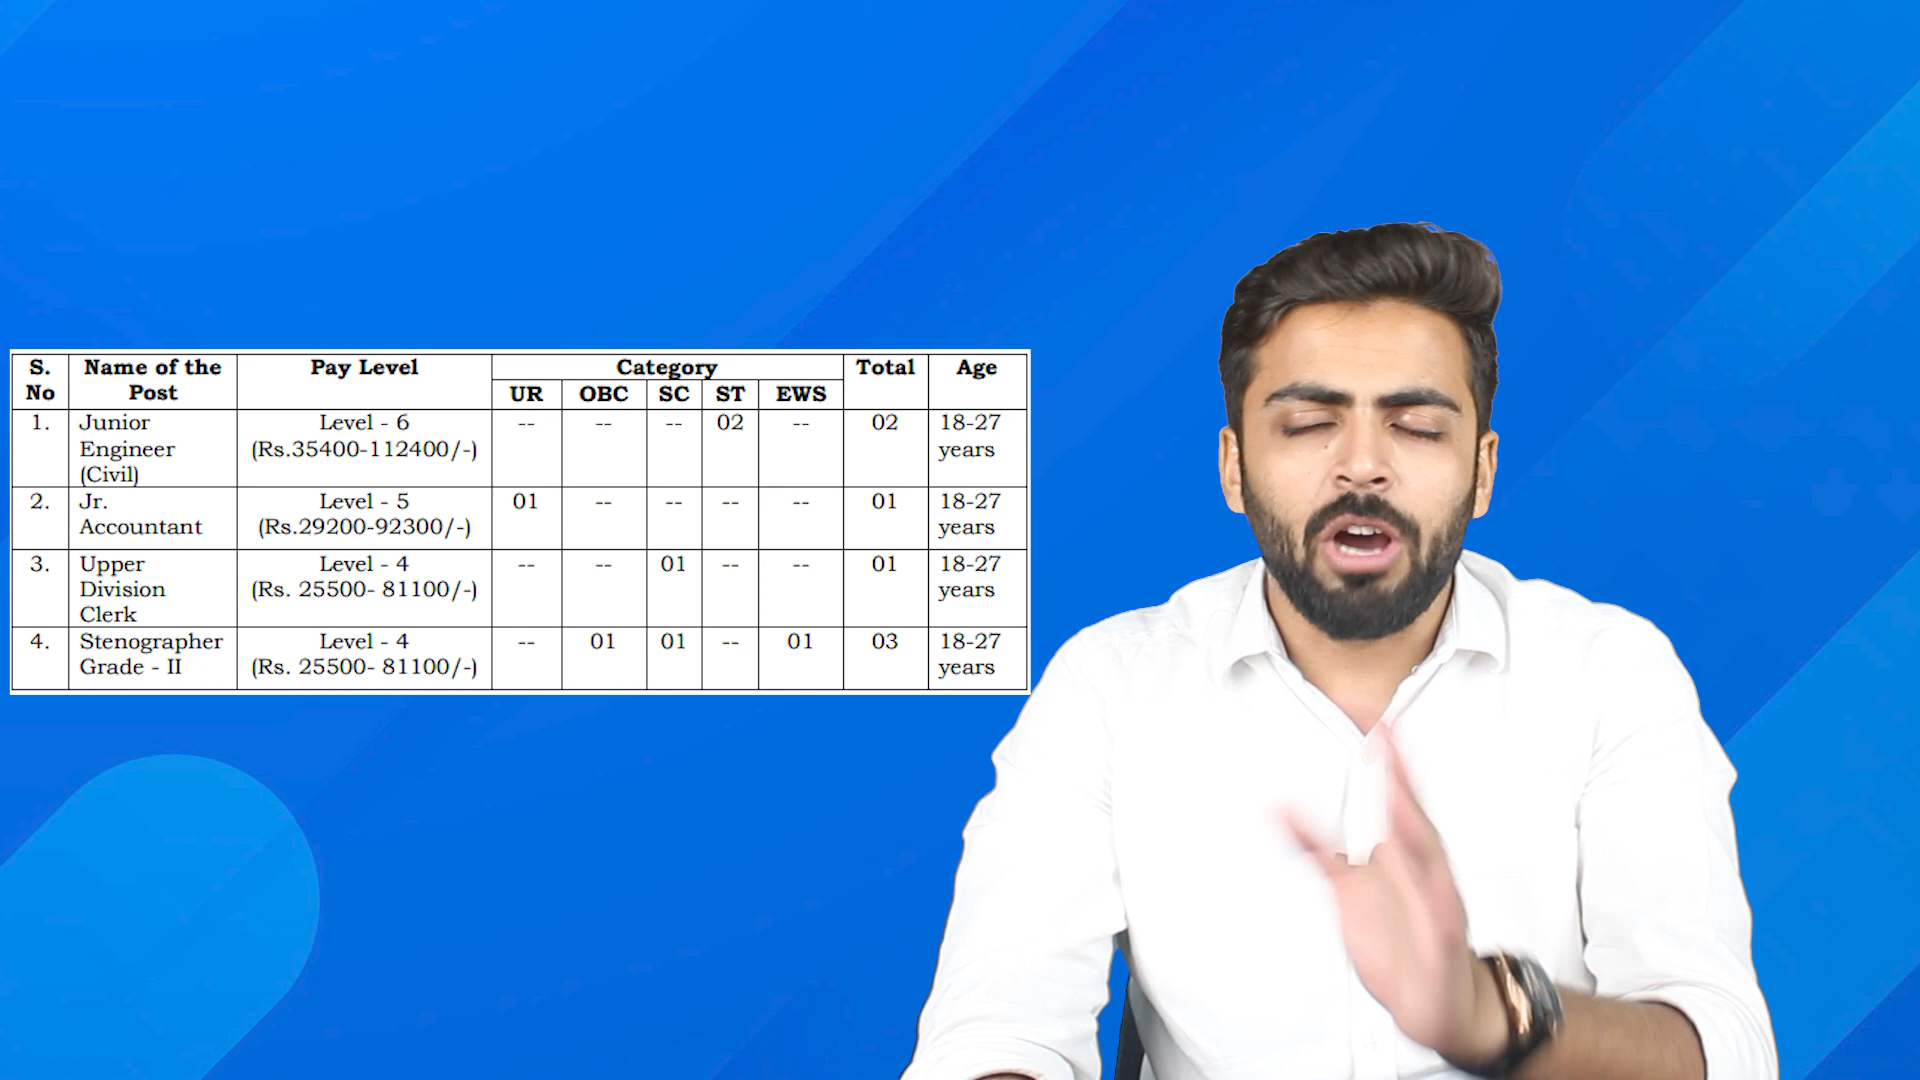 S. No | Name of the Post | Pay Level | Category | Total | Age
UR | OBC | SC | ST | EWS
1. | Junior Engineer (Civil) | Level - 6 (Rs.35400-112400/-) | -- | -- | -- | 02 | -- | 02 | 18-27 years
2. | Jr. Accountant | Level - 5 (Rs.29200-92300/-) | 01 | -- | -- | -- | -- | 01 | 18-27 years
3. | Upper Division Clerk | Level - 4 (Rs. 25500- 81100/-) | -- | -- | 01 | -- | -- | 01 | 18-27 years
4. | Stenographer Grade - II | Level - 4 (Rs. 25500- 81100/-) | -- | 01 | 01 | -- | 01 | 03 | 18-27 years